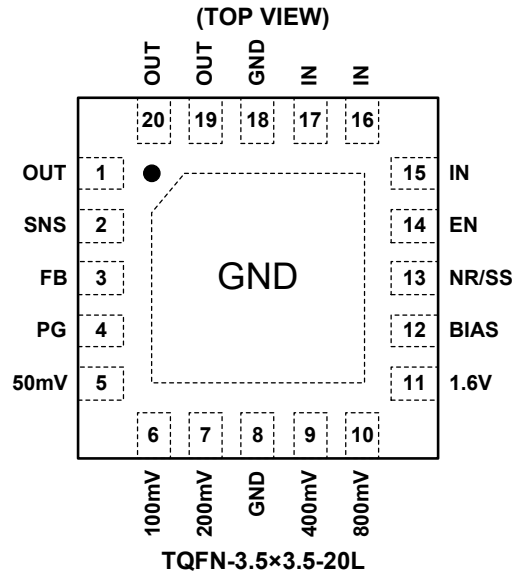 (TOP VIEW)
OUT OUT GND IN IN
20 19 18 17 16
OUT 1 15 IN
SNS 2 14 EN
FB 3 GND 13 NR/SS
PG 4 12 BIAS
50mV 5 11 1.6V
6 7 8 9 10
100mV 200mV GND 400mV 800mV
TQFN-3.5×3.5-20L